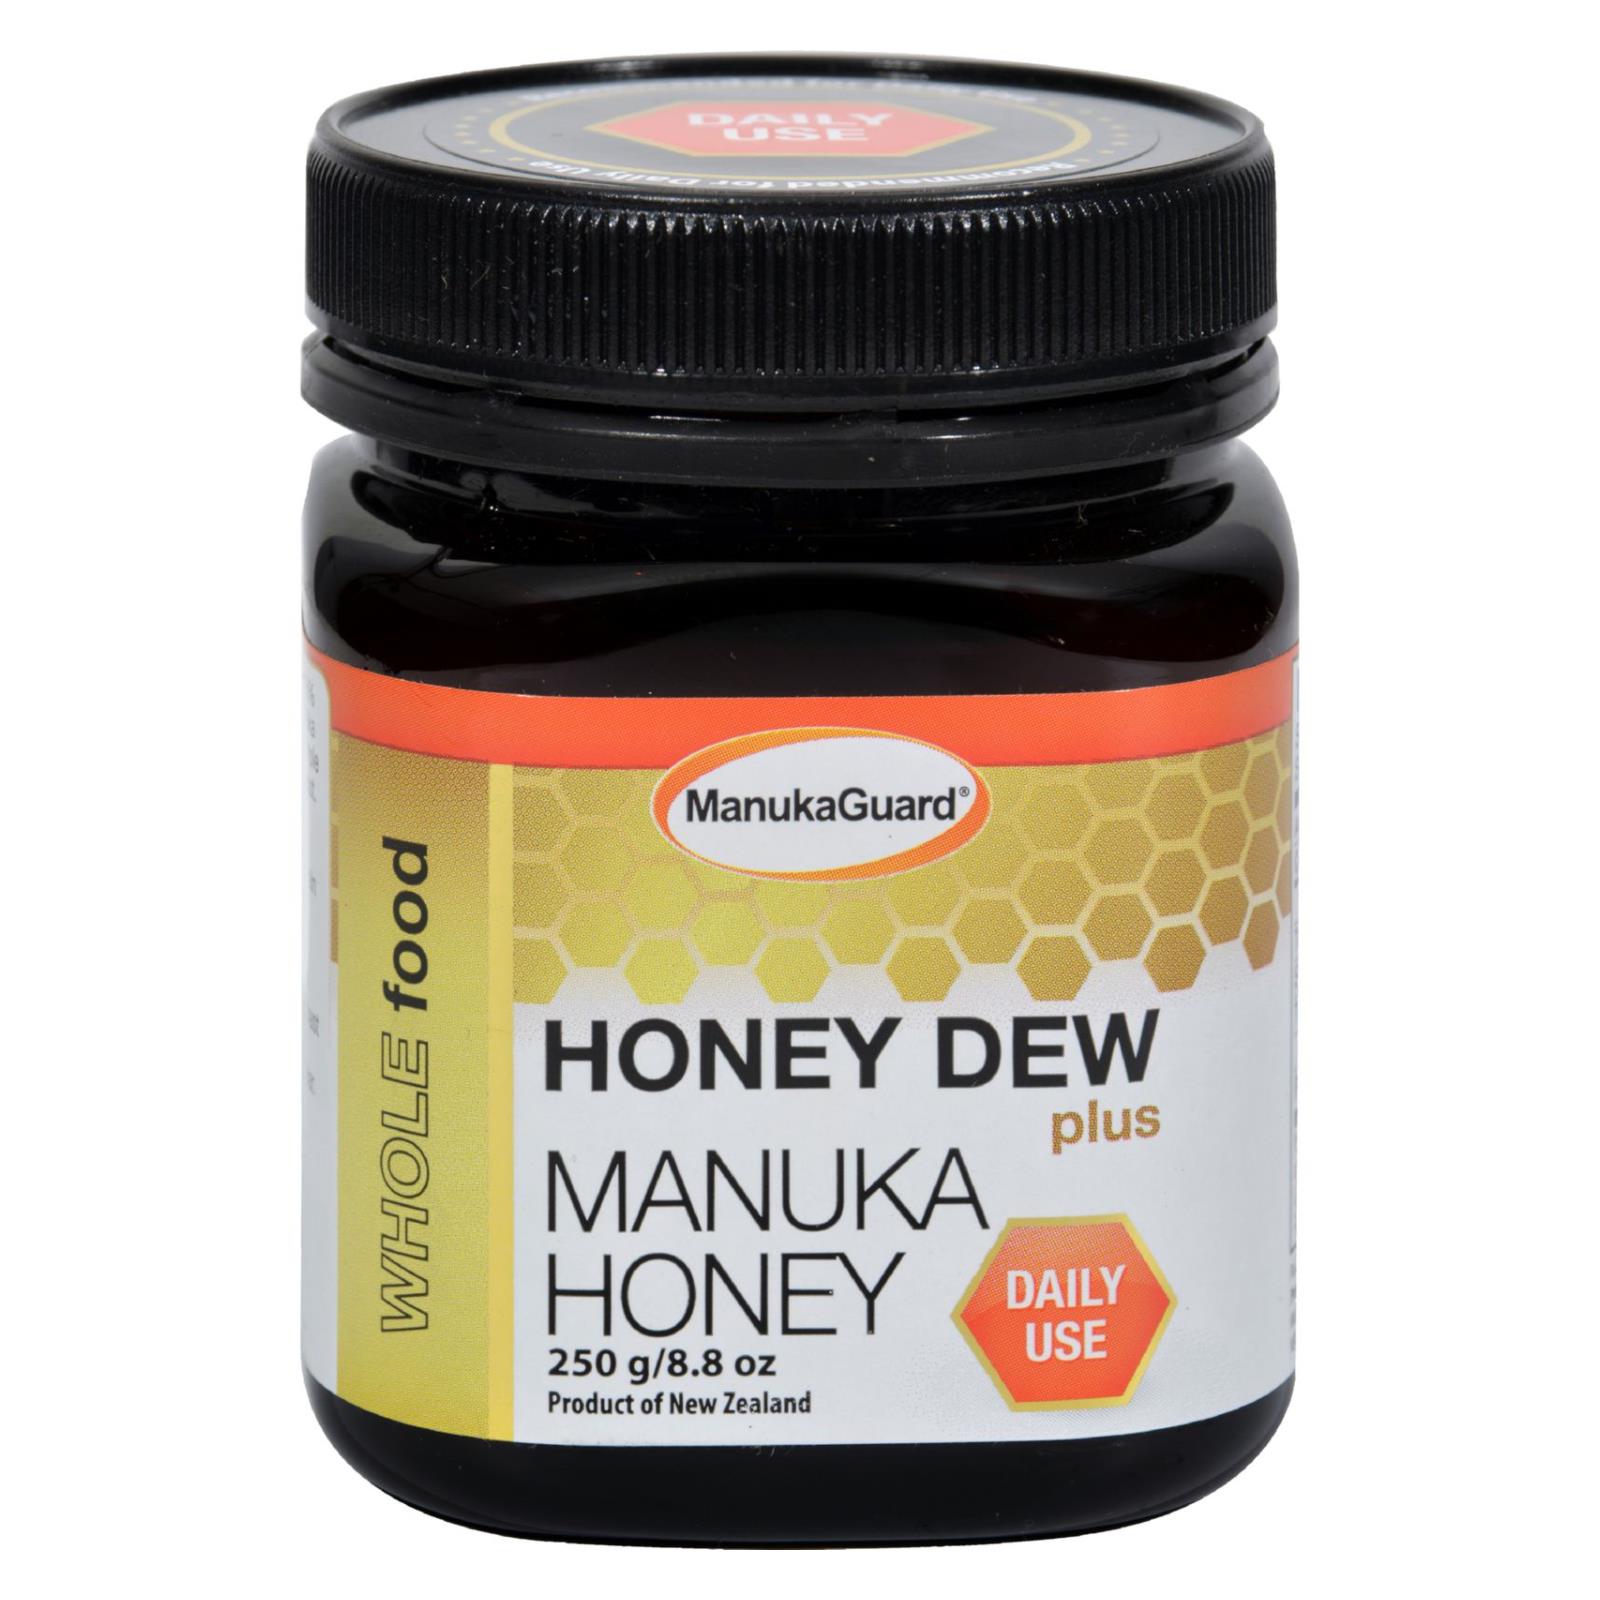 DAILY
USE
Recommended for Daily Use
ManukaGuard®
WHOLE food
HONEY DEW
plus
MANUKA
HONEY
250 g/8.8 oz
Product of New Zealand
DAILY
USE